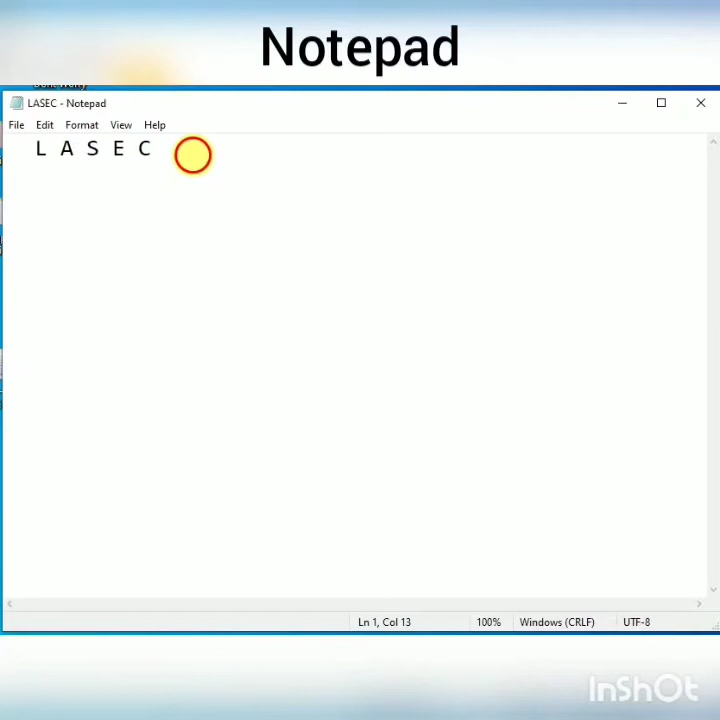 Notepad
LASEC - Notepad
File Edit Format View Help
L A S E C
Ln 1, Col 13 100% Windows (CRLF) UTF-8
InShOt